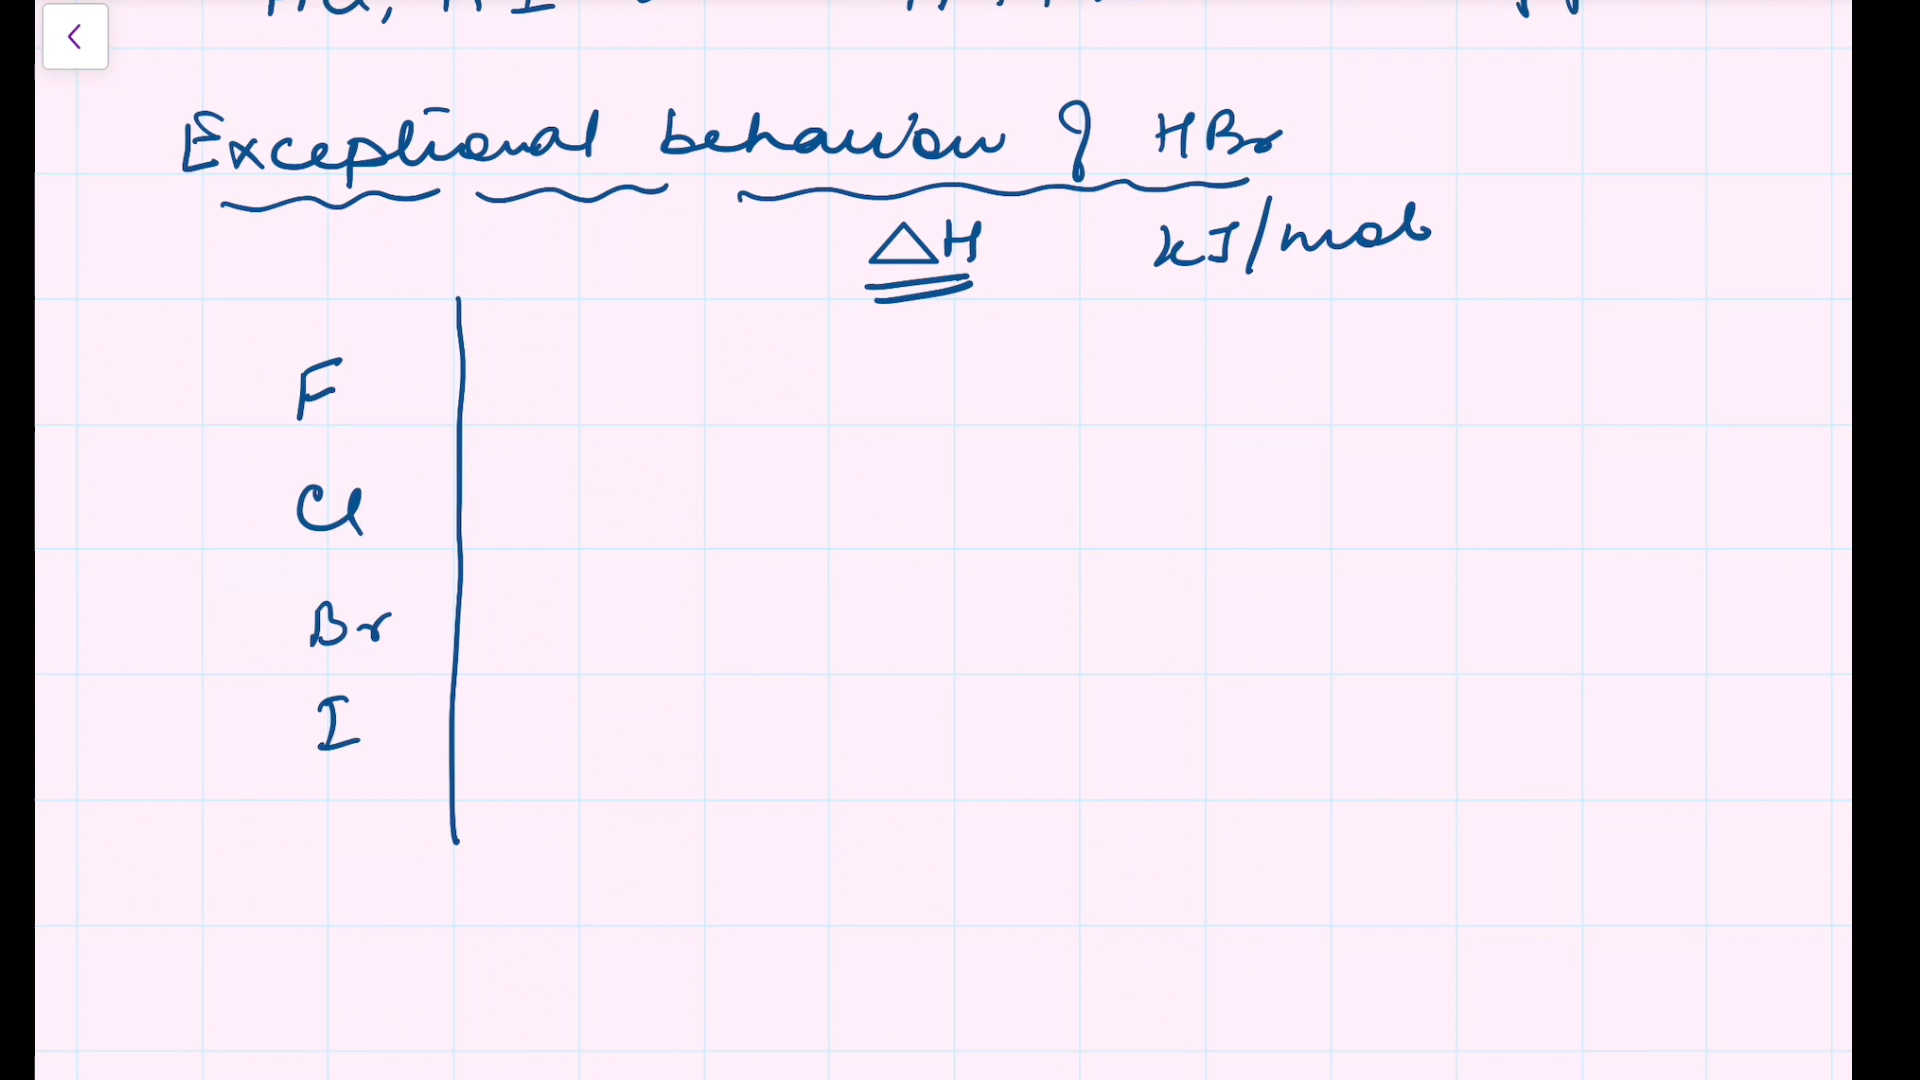 Exceptional behaviour of HBr
ΔH kJ/mol
F
Cl
Br
I